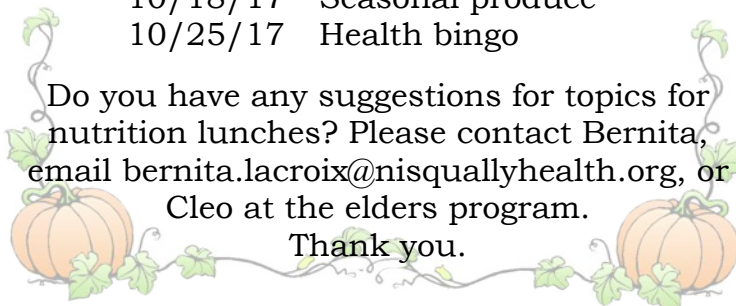 10/18/17 Seasonal produce
10/25/17 Health bingo
Do you have any suggestions for topics for
nutrition lunches? Please contact Bernita,
email bernita.lacroix@nisquallyhealth.org, or
Cleo at the elders program.
Thank you.